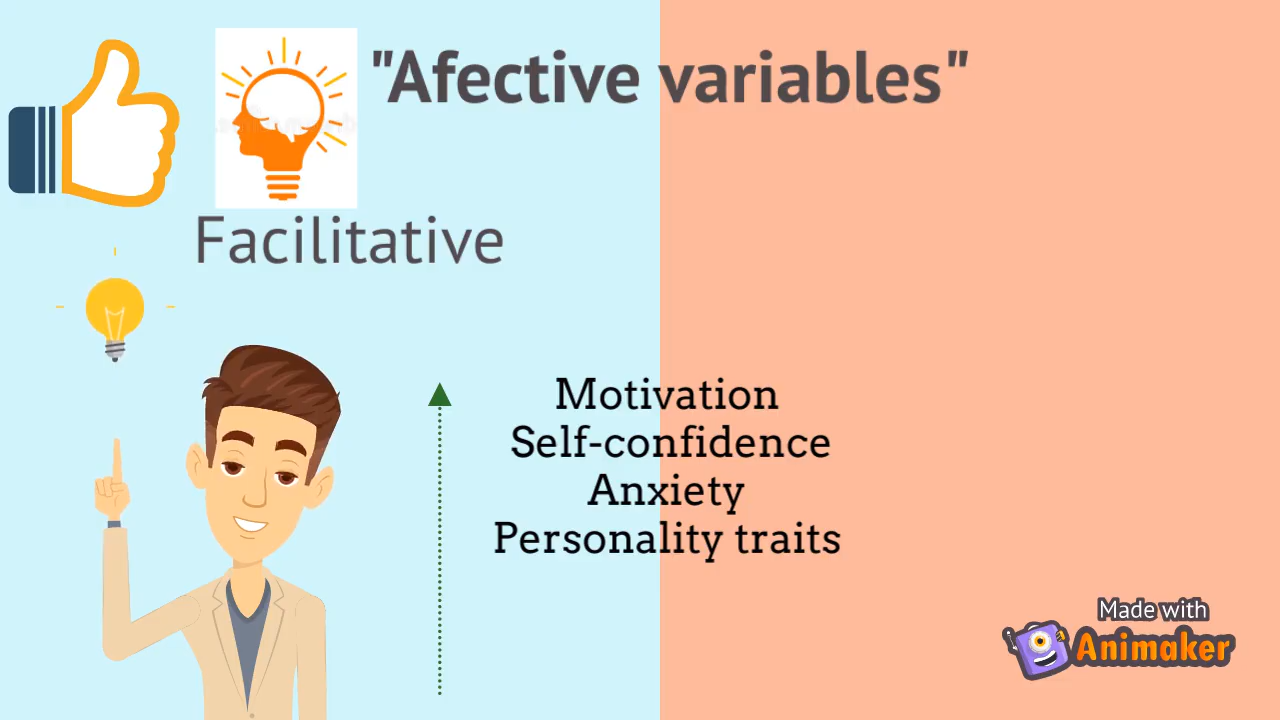 "Afective variables"
Facilitative
Motivation
Self-confidence
Anxiety
Personality traits
Made with
Animaker